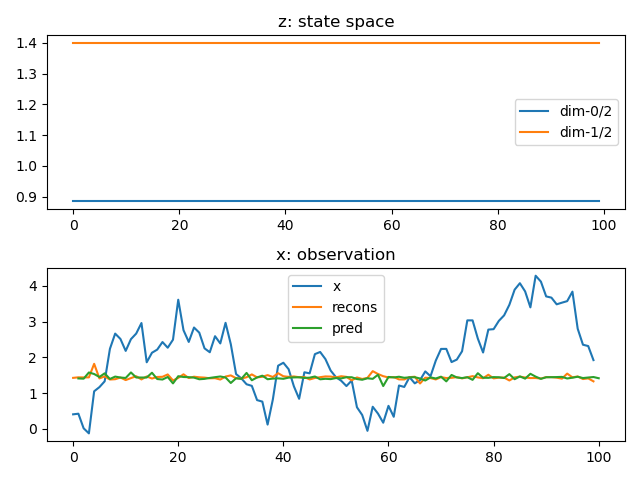 z: state space
1.4
1.3
1.2
1.1
1.0
0.9
dim-0/2
dim-1/2
0 20 40 60 80 100
x: observation
4
3
2
1
0
x
recons
pred
0 20 40 60 80 100